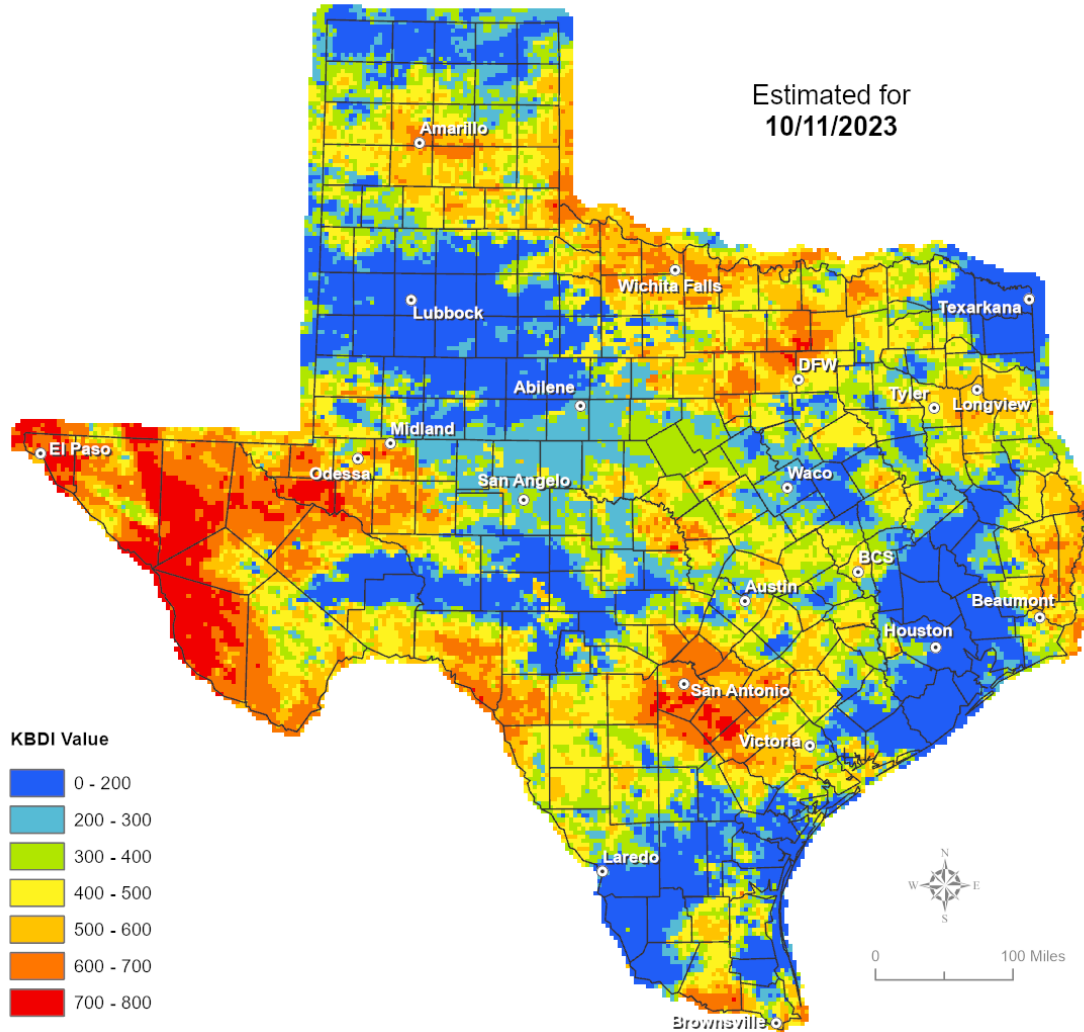 Estimated for
10/11/2023
Amarillo
Wichita Falls
Lubbock
Texarkana
DFW
Abilene
Tyler
Longview
Midland
El Paso
Odessa
San Angelo
Waco
BCS
Austin
Beaumont
Houston
San Antonio
Victoria
Laredo
Brownsville
KBDI Value
0 - 200
200 - 300
300 - 400
400 - 500
500 - 600
600 - 700
700 - 800
N
W E
S
0 100 Miles